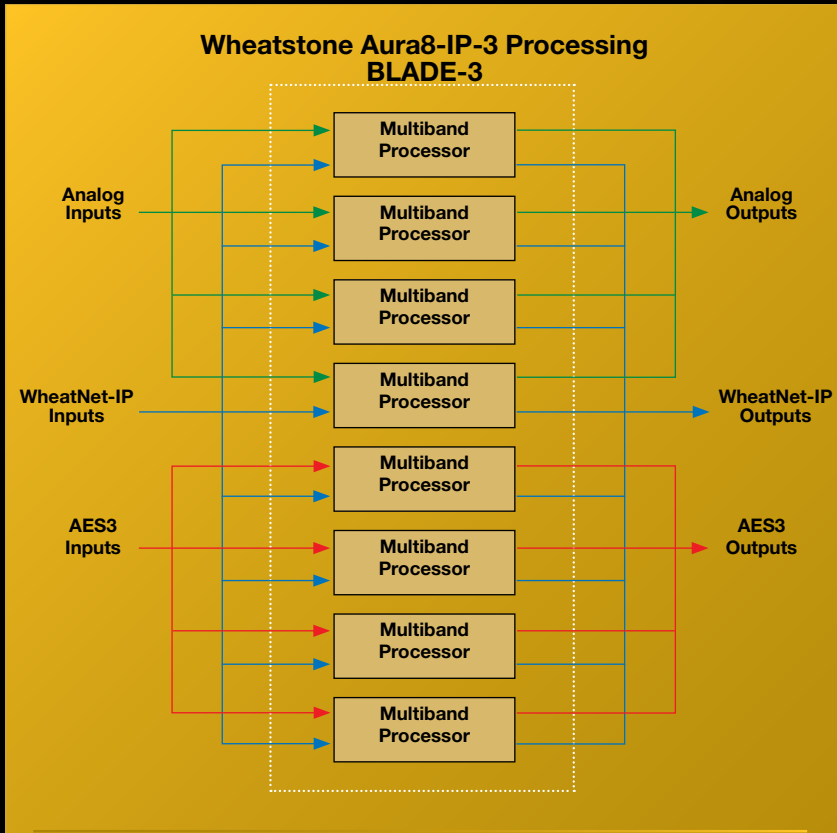 Wheatstone Aura8-IP-3 Processing
BLADE-3
Multiband
Processor
Analog
Inputs
Multiband
Processor
Analog
Outputs
Multiband
Processor
WheatNet-IP
Inputs
Multiband
Processor
WheatNet-IP
Outputs
Multiband
Processor
AES3
Inputs
Multiband
Processor
AES3
Outputs
Multiband
Processor
Multiband
Processor